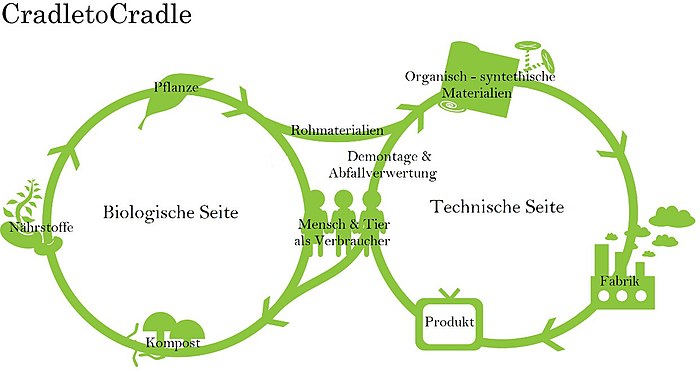 CradletoCradle
Pflanze
Organisch - syntethische
Materialien
Rohmaterialien
Demontage &
Abfallverwertung
Biologische Seite
Technische Seite
Nährstoffe
Mensch & Tier
als Verbraucher
Fabrik
Produkt
Kompost